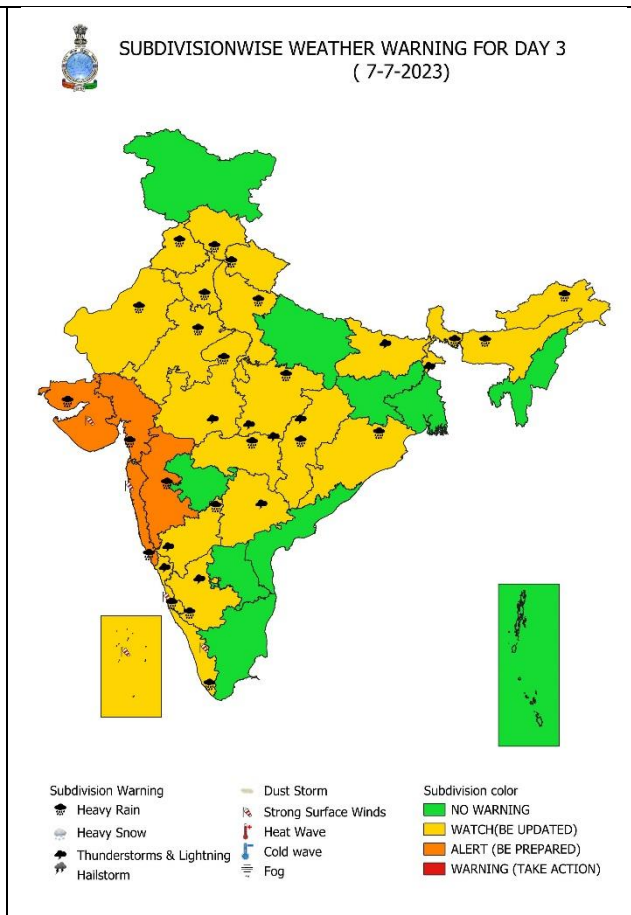 SUBDIVISIONWISE WEATHER WARNING FOR DAY 3
( 7-7-2023)
Subdivision Warning
Heavy Rain
Heavy Snow
Thunderstorms & Lightning
Hailstorm
Dust Storm
Strong Surface Winds
Heat Wave
Cold wave
Fog
Subdivision color
NO WARNING
WATCH(BE UPDATED)
ALERT (BE PREPARED)
WARNING (TAKE ACTION)